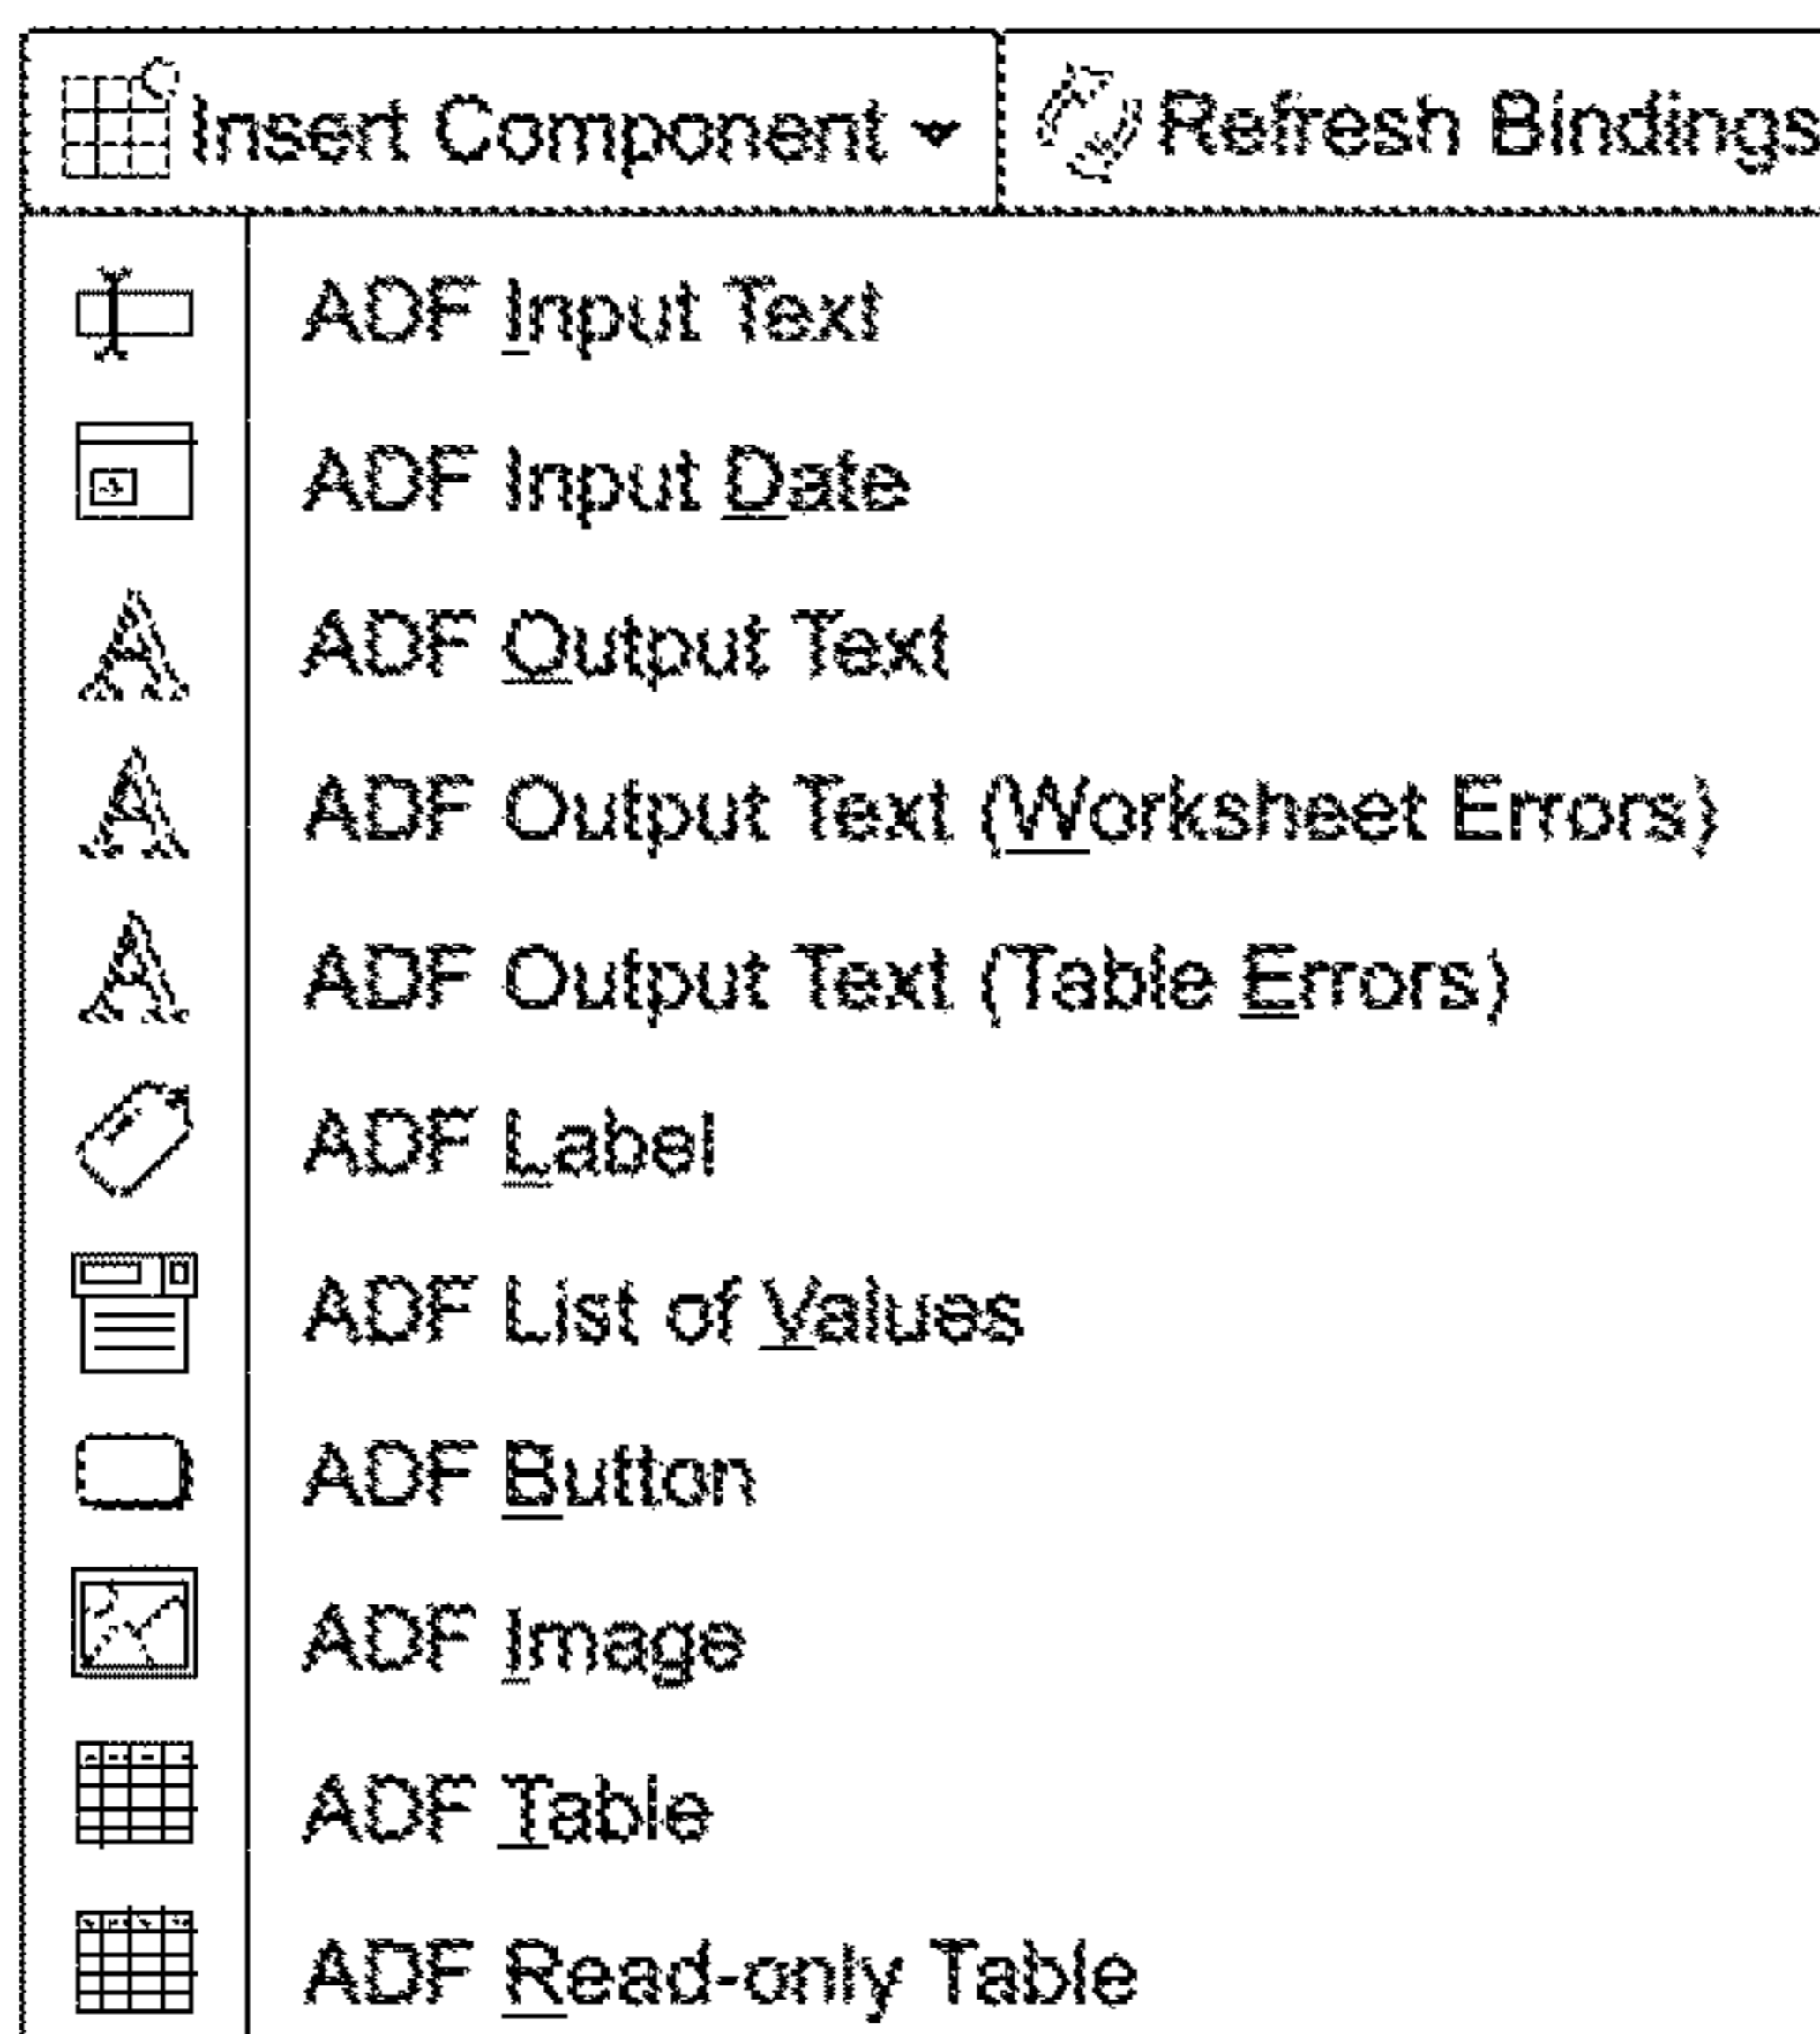 Insert Component Refresh Bindings
ADF Input Text
ADF Input Date
ADF Output Text
ADF Output Text (Worksheet Errors)
ADF Output Text (Table Errors)
ADF Label
ADF List of Values
ADF Button
ADF Image
ADF Table
ADF Read-only Table